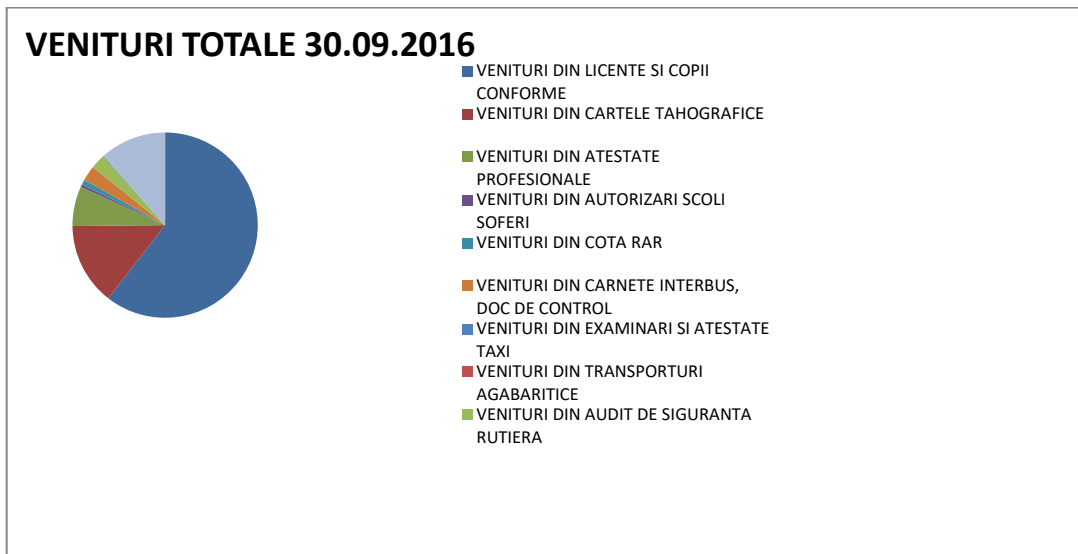 VENITURI TOTALE 30.09.2016
VENITURI DIN LICENTE SI COPII
CONFORME
VENITURI DIN CARTELE TAHOGRAFICE
VENITURI DIN ATESTATE
PROFESIONALE
VENITURI DIN AUTORIZARI SCOLI
SOFERI
VENITURI DIN COTA RAR
VENITURI DIN CARNETE INTERBUS,
DOC DE CONTROL
VENITURI DIN EXAMINARI SI ATESTATE
TAXI
VENITURI DIN TRANSPORTURI
AGABARITICE
VENITURI DIN AUDIT DE SIGURANTA
RUTIERA